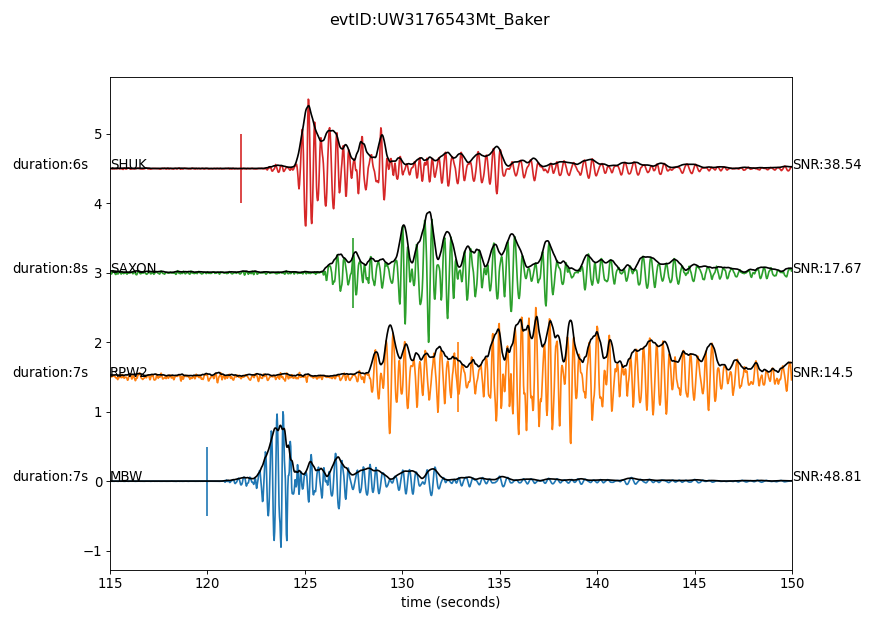 evtID:UW3176543Mt_Baker
5
duration:6s SHUK SNR:38.54
4
duration:8s SAXON 3 SNR:17.67
2
duration:7s RPW2 SNR:14.5
1
duration:7s MBW 0 SNR:48.81
−1
115 120 125 130 135 140 145 150
time (seconds)